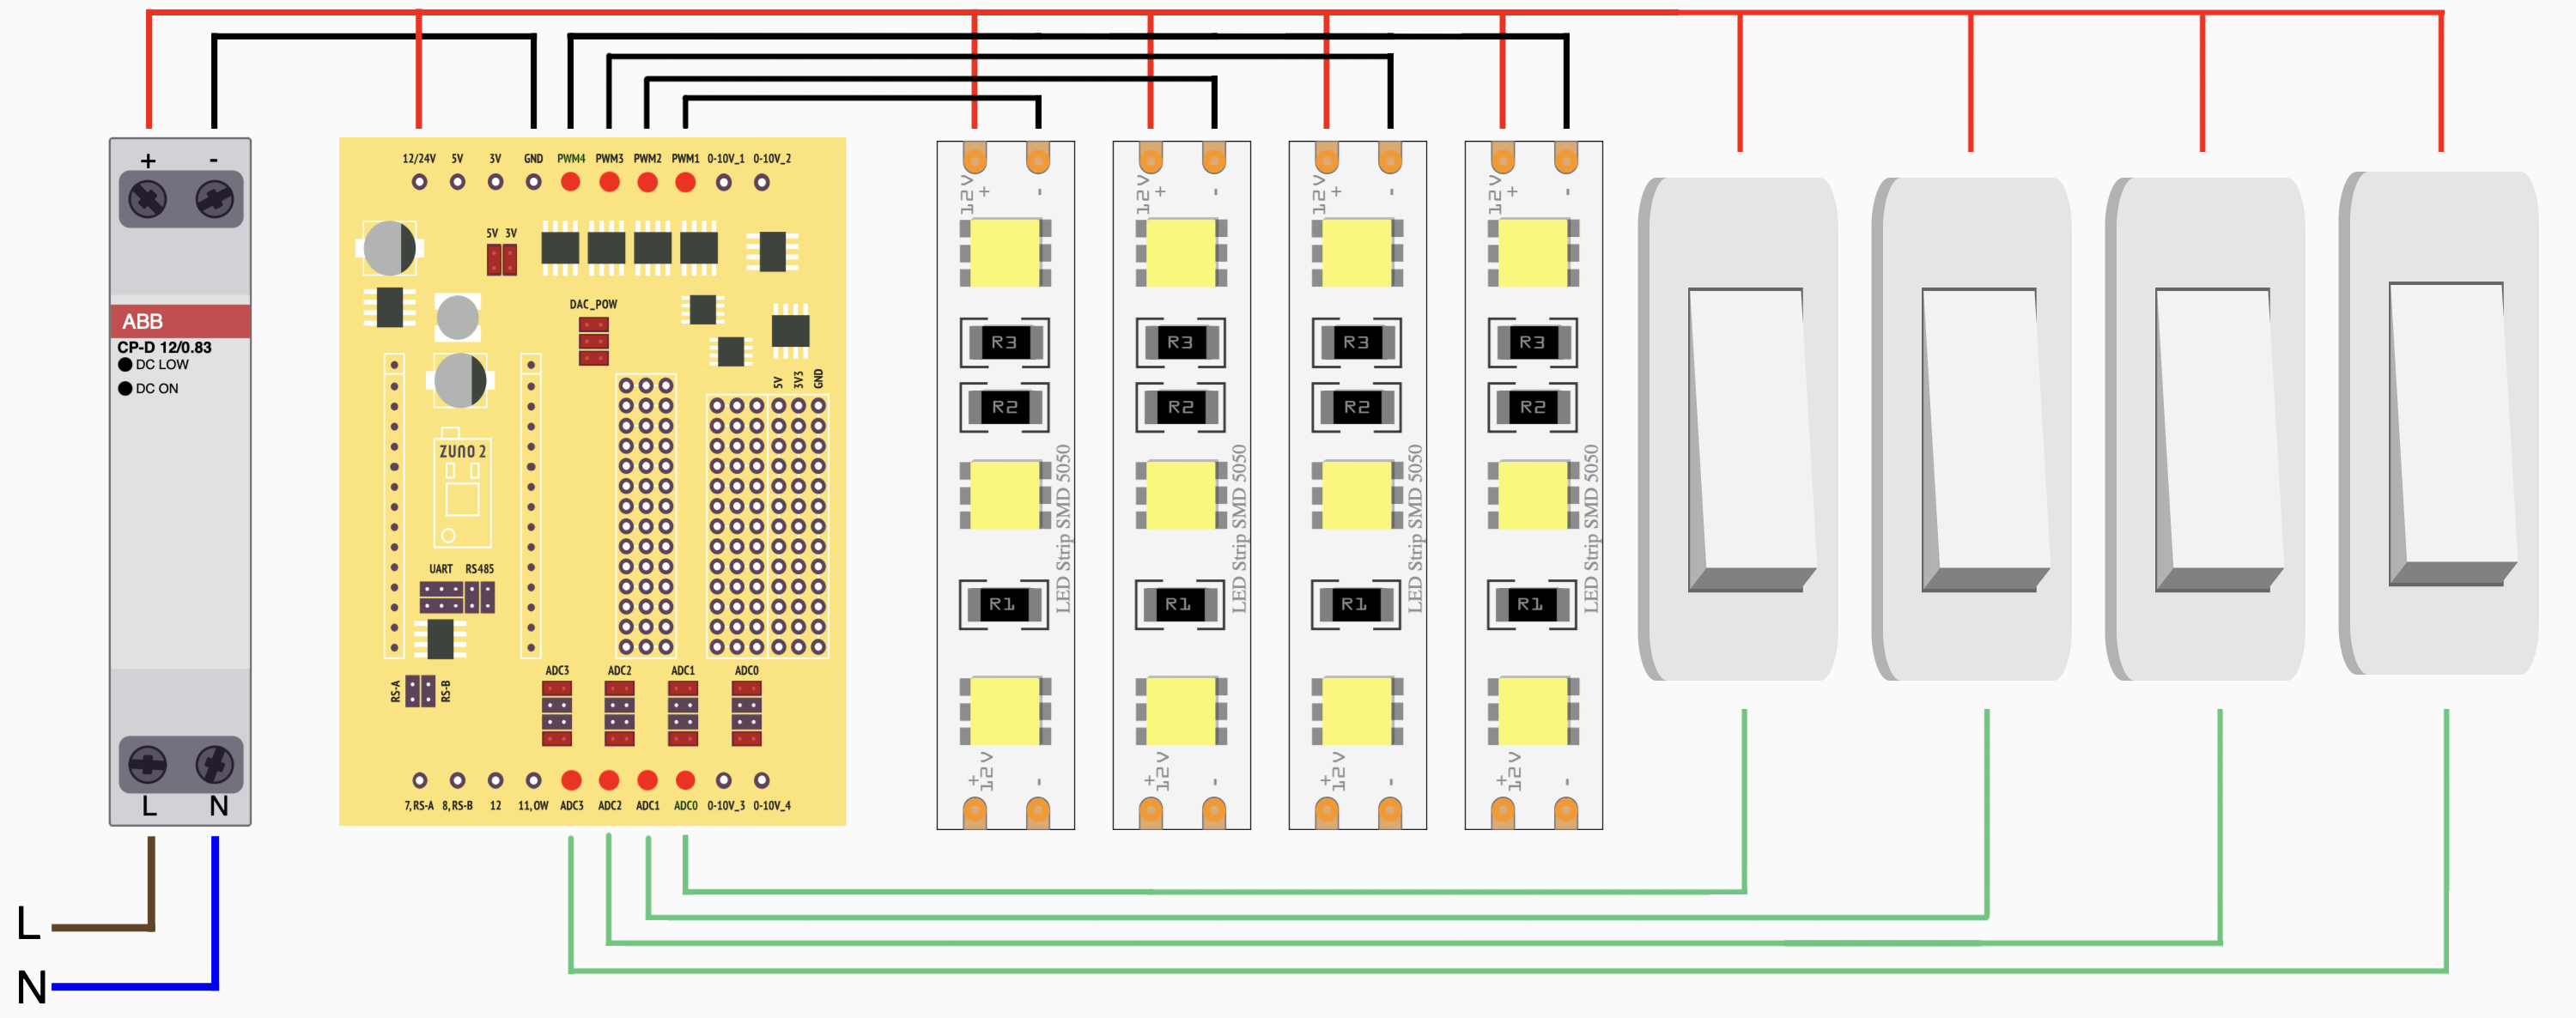 + -
ABB
CP-D 12/0.83
DC LOW
DC ON
L N
L
N
12/24V 5V 3V GND PWM4 PWM3 PWM2 PWM1 0-10V_1 0-10V_2
5V 3V
DAC_POW
5V 3V3 GND
ZUNO 2
UART RS485
RS-A RS-B
ADC3 ADC2 ADC1 ADC0
7,RS-A 8,RS-B 12 11,OW ADC3 ADC2 ADC1 ADC0 0-10V_3 0-10V_4
12V + -
R3
R2
LED Strip SMD 5050
R1
+ 12V -
12V + -
R3
R2
LED Strip SMD 5050
R1
+ 12V -
12V + -
R3
R2
LED Strip SMD 5050
R1
+ 12V -
12V + -
R3
R2
LED Strip SMD 5050
R1
+ 12V -